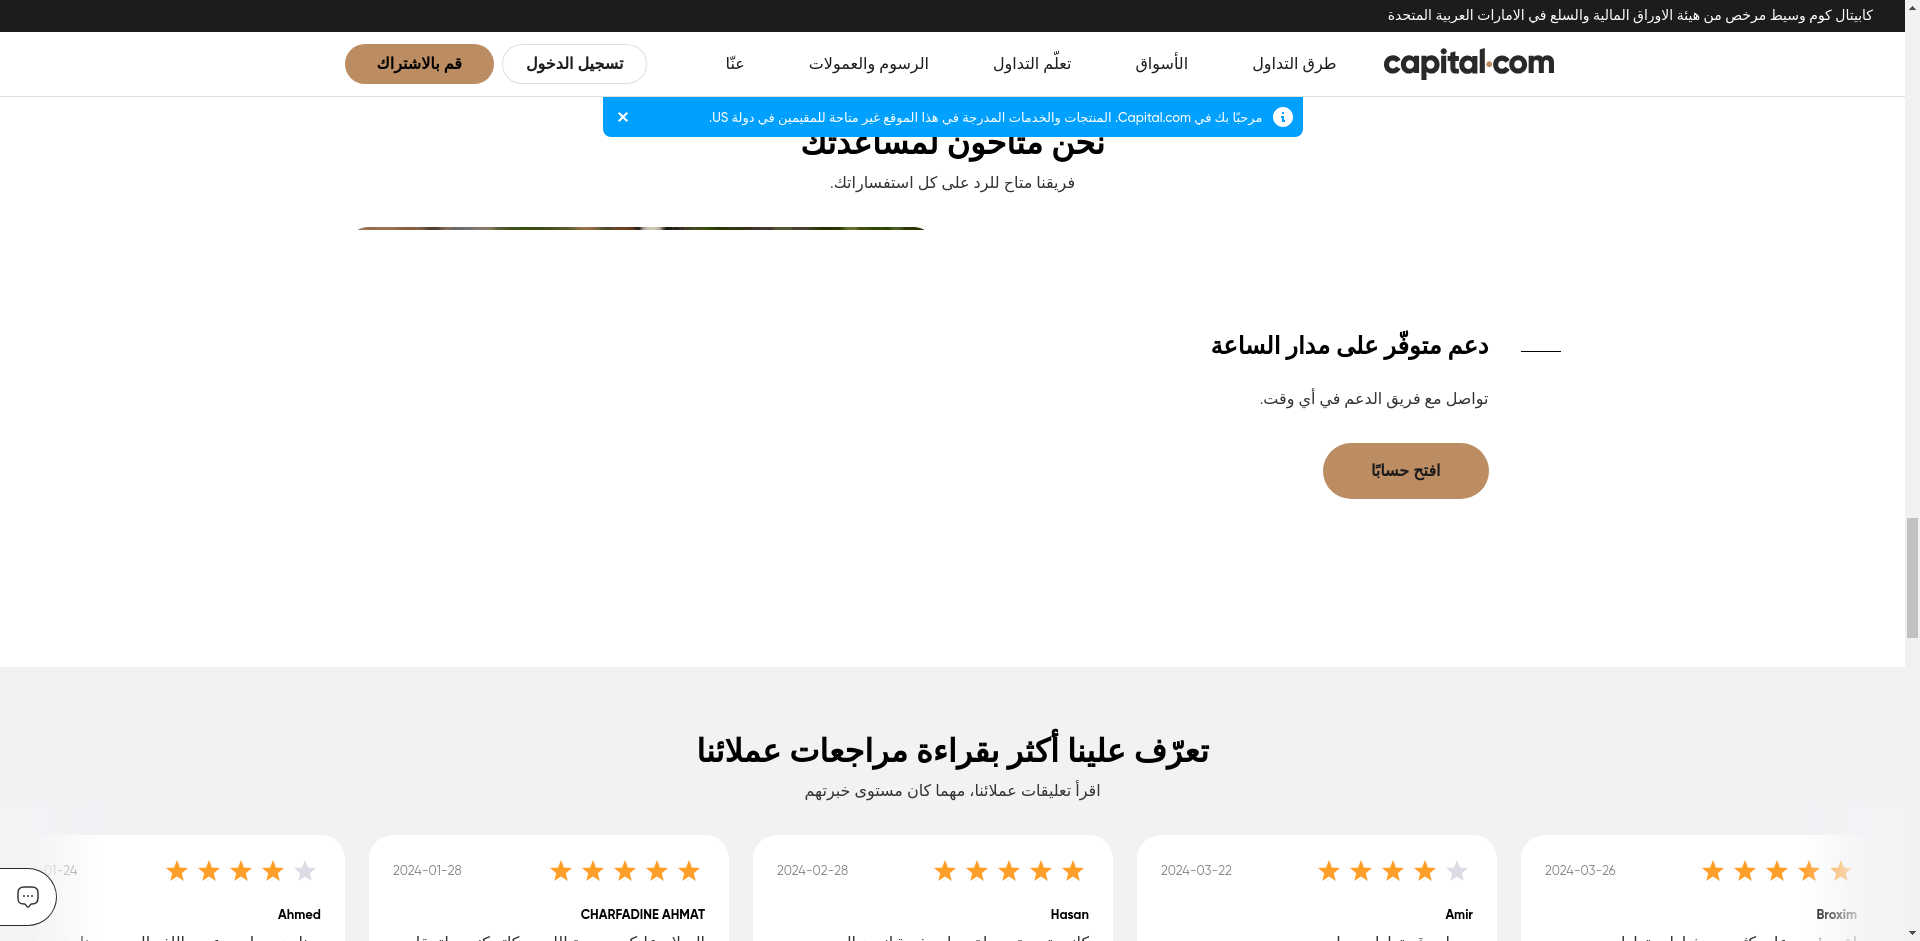 كابيتال كوم وسيط مرخص من هيئة الاوراق المالية والسلع في الامارات العربية المتحدة
capital.com
طرق التداول
الأسواق
تعلّم التداول
الرسوم والعمولات
عنّا
تسجيل الدخول
قم بالاشتراك
مرحبًا بك في Capital.com. المنتجات والخدمات المدرجة في هذا الموقع غير متاحة للمقيمين في دولة US.
نحن متاحون لمساعدتك
فريقنا متاح للرد على كل استفساراتك.
دعم متوفّر على مدار الساعة
تواصل مع فريق الدعم في أي وقت.
افتح حسابًا
تعرّف علينا أكثر بقراءة مراجعات عملائنا
اقرأ تعليقات عملائنا، مهما كان مستوى خبرتهم
2024-03-26
Broxim
2024-03-22
Amir
2024-02-28
Hasan
2024-01-28
CHARFADINE AHMAT
01-24
Ahmed